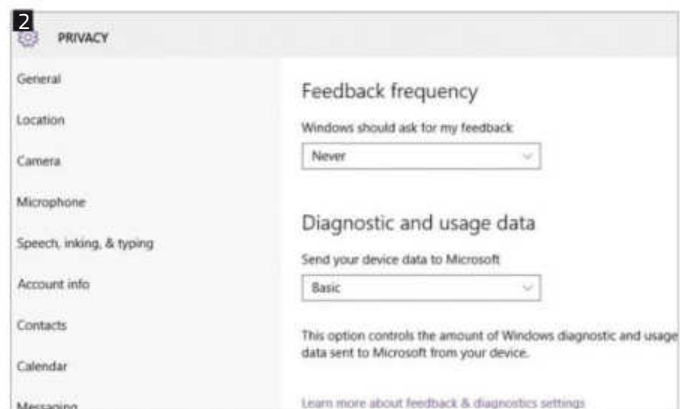 2
PRIVACY
General
Location
Camera
Microphone
Speech, inking, & typing
Account info
Contacts
Calendar
Messaging
Feedback frequency
Windows should ask for my feedback
Never
Diagnostic and usage data
Send your device data to Microsoft
Basic
This option controls the amount of Windows diagnostic and usage
data sent to Microsoft from your device.
Learn more about feedback & diagnostics settings